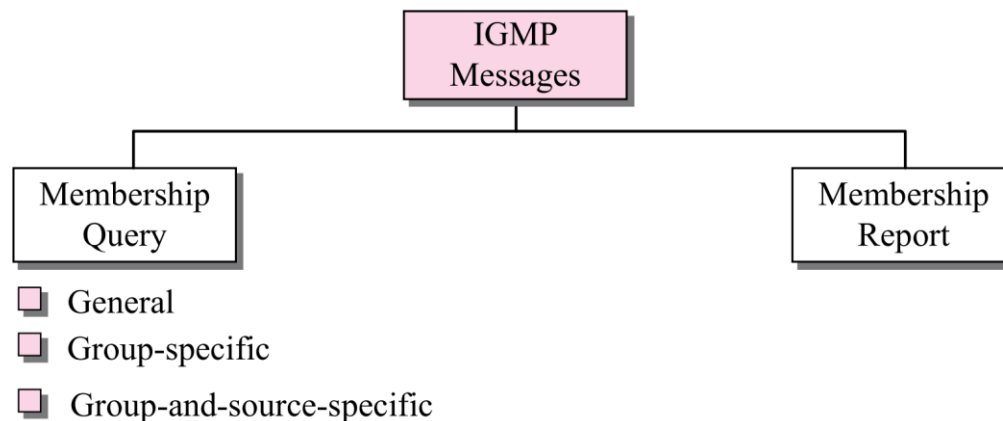 IGMP
Messages
Membership
Query
Membership
Report
General
Group-specific
Group-and-source-specific